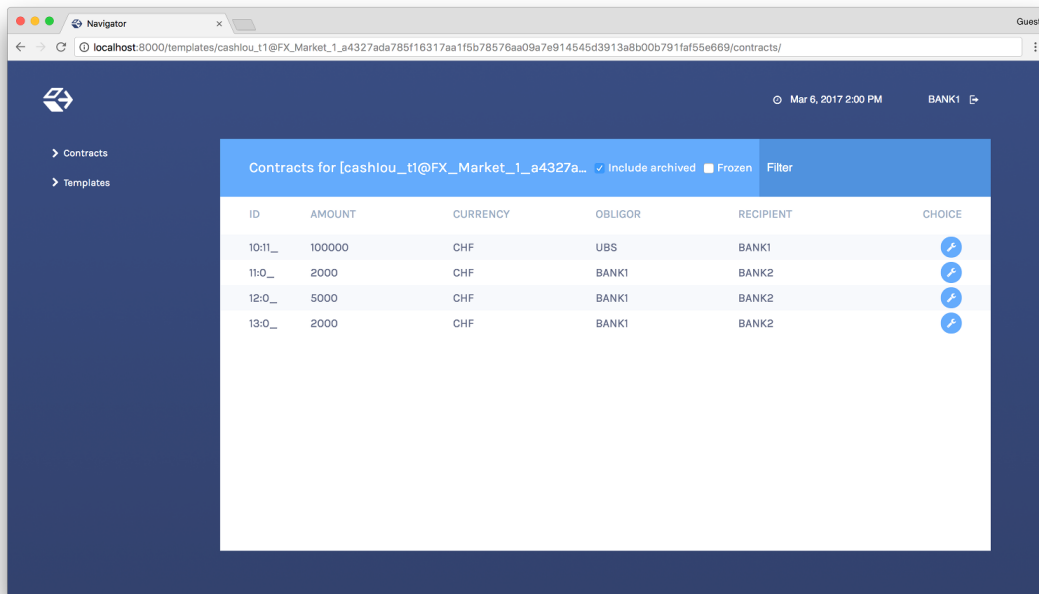 Navigator
Guest
localhost:8000/templates/cashlou_t1@FX_Market_1_a4327ada785f16317aa1f5b78576aa09a7e914545d3913a8b00b791faf55e669/contracts/
Mar 6, 2017 2:00 PM BANK1
Contracts
Templates
Contracts for [cashlou_t1@FX_Market_1_a4327a... Include archived Frozen Filter
ID AMOUNT CURRENCY OBLIGOR RECIPIENT CHOICE
10:11_ 100000 CHF UBS BANK1
11:0_ 2000 CHF BANK1 BANK2
12:0_ 5000 CHF BANK1 BANK2
13:0_ 2000 CHF BANK1 BANK2